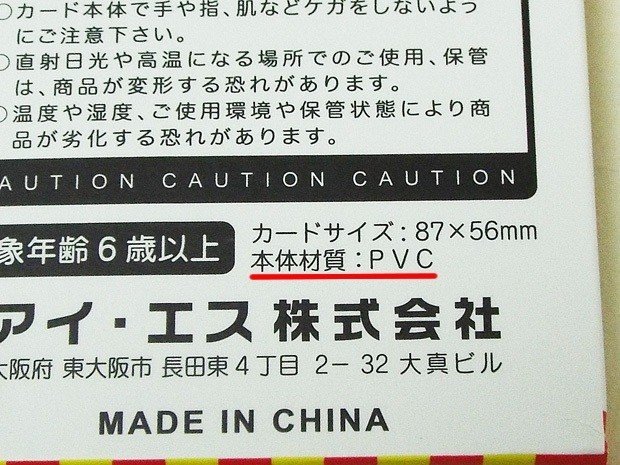 ○カード本体で手や指、肌などケガをしないよう
にご注意下さい。
○直射日光や高温になる場所でのご使用、保管
は、商品が変形する恐れがあります。
○温度や湿度、ご使用環境や保管状態により商
品が劣化する恐れがあります。
AUTION CAUTION CAUTION CAUTION
象年齢6歳以上
カードサイズ:87×56mm
本体材質:PVC
アイ・エス株式会社
大阪府 東大阪市 長田東4丁目 2-32 大真ビル
MADE IN CHINA